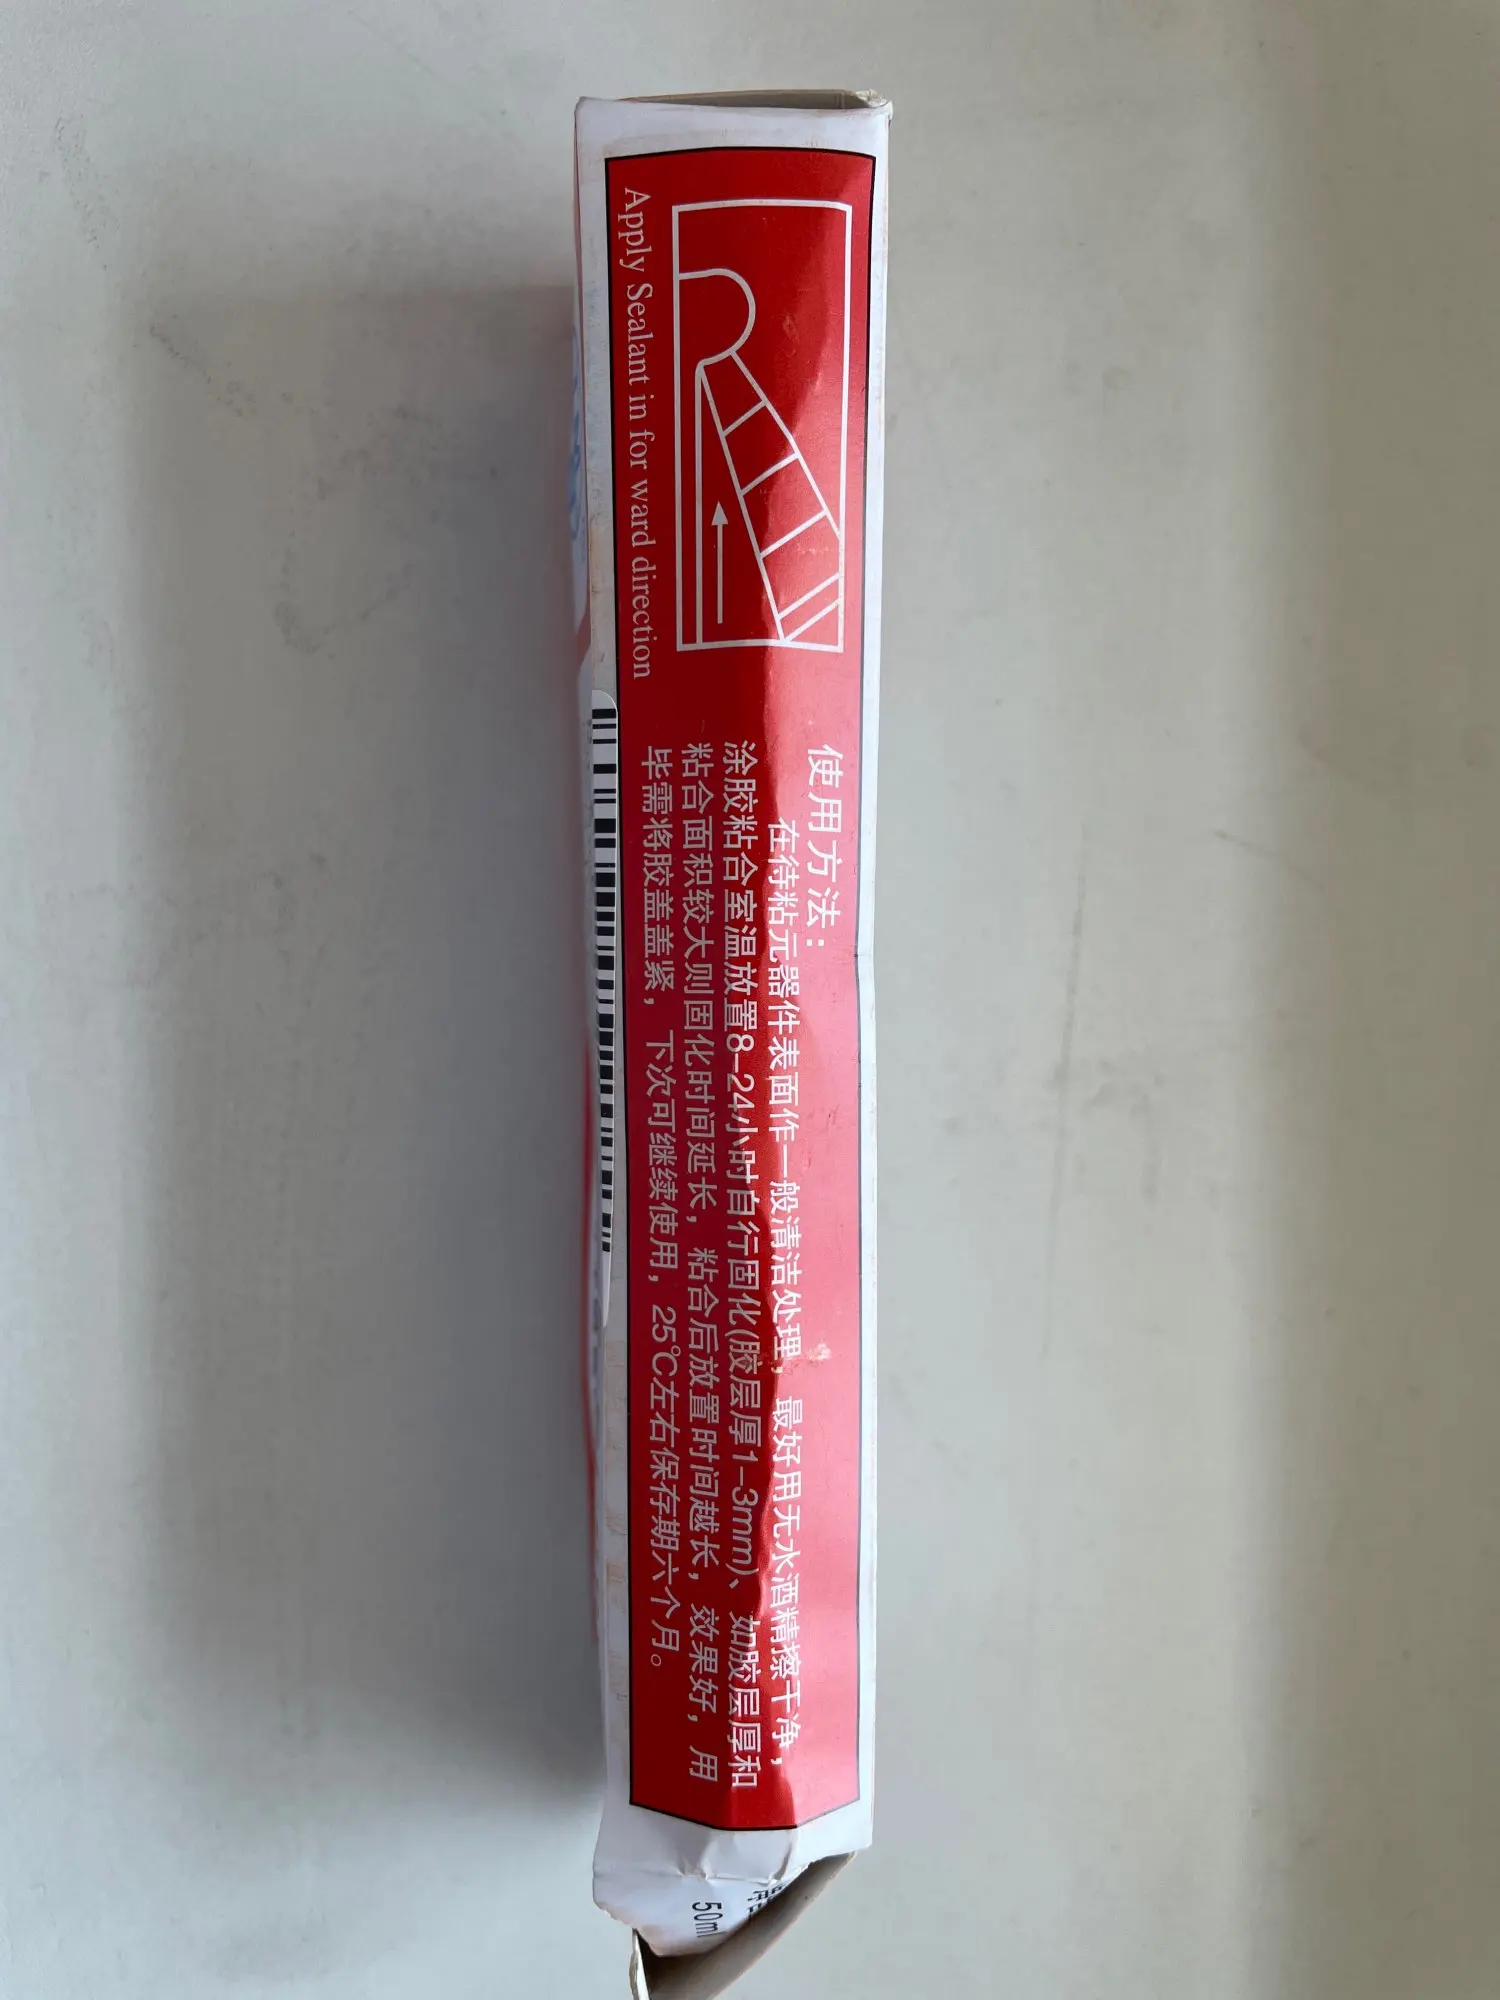 Apply Sealant in for ward direction
使用方法：
在待粘元器件表面作一般清洁处理，最好用无水酒精擦干净，
涂胶粘合室温放置8-24小时自行固化(胶层厚1-3mm)、如胶层厚和
粘合面积较大则固化时间延长，粘合后放置时间越长，效果好，用
毕需将胶盖盖紧，下次可继续使用，25℃左右保存期六个月。
50ml